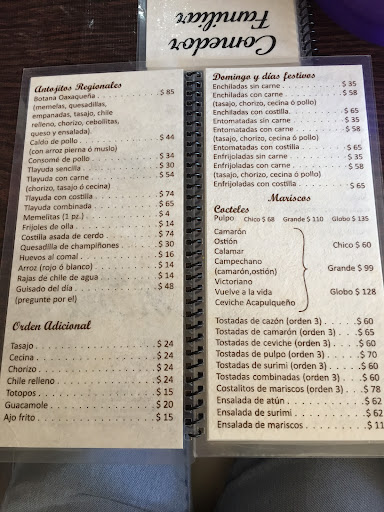 Comedor
Familiar
Antojitos Regionales
Botana Oaxaqueña . . . . . . . . . . . . . $ 85
(memelas, quesadillas,
empanadas, tasajo, chile
relleno, chorizo, cebollitas,
queso y ensalada)
Caldo de pollo . . . . . . . . . . . . . $ 44
(con arroz pierna ó muslo)
Consomé de pollo . . . . . . . . . . . . . $ 34
Tlayuda sencilla . . . . . . . . . . . . . $ 30
Tlayuda con carne . . . . . . . . . . . . . $ 54
(chorizo, tasajo ó cecina)
Tlayuda con costilla . . . . . . . . . . . . . $ 74
Tlayuda combinada . . . . . . . . . . . . . $ 65
Memelitas (1 pz.) . . . . . . . . . . . . . $ 4
Frijoles de olla . . . . . . . . . . . . . $ 14
Costilla asada de cerdo . . . . . . . . . . . . . $ 74
Quesadilla de champiñones . . . . . . . . . . . . . $ 30
Huevos al comal . . . . . . . . . . . . . $ 16
Arroz (rojo ó blanco) . . . . . . . . . . . . . $ 14
Rajas de chile de agua . . . . . . . . . . . . . $ 14
Guisado del día . . . . . . . . . . . . . $ 48
(pregunte por el)
Orden Adicional
Tasajo . . . . . . . . . . . . . $ 24
Cecina . . . . . . . . . . . . . $ 24
Chorizo . . . . . . . . . . . . . $ 24
Chile relleno . . . . . . . . . . . . . $ 24
Totopos . . . . . . . . . . . . . $ 15
Guacamole . . . . . . . . . . . . . $ 20
Ajo frito . . . . . . . . . . . . . $ 15
Domingo y días festivos
Enchiladas sin carne . . . . . . . . . . . . . $ 35
Enchiladas con carne . . . . . . . . . . . . . $ 58
(tasajo, chorizo, cecina ó pollo)
Enchiladas con costilla . . . . . . . . . . . . . $ 65
Entomatadas sin carne . . . . . . . . . . . . . $ 35
Entomatadas con carne . . . . . . . . . . . . . $ 58
(tasajo, chorizo, cecina ó pollo)
Entomatadas con costilla . . . . . . . . . . . . . $ 65
Enfrijoladas sin carne . . . . . . . . . . . . . $ 35
Enfrijoladas con carne . . . . . . . . . . . . . $ 58
(tasajo, chorizo, cecina ó pollo)
Enfrijoladas con costilla . . . . . . . . . . . . . $ 65
Mariscos
Cocteles
Pulpo Chico $ 68 Grande $ 110 Globo $ 135
Camarón
Ostión
Calamar
Campechano
(camarón,ostión)
Victoriano
Vuelve a la vida
Ceviche Acapulqueño
Chico $ 60
Grande $ 99
Globo $ 128
Tostadas de cazón (orden 3) . . . . . $ 60
Tostadas de camarón (orden 3) . . . $ 65
Tostadas de ceviche (orden 3) . . . . $ 60
Tostadas de pulpo (orden 3) . . . . . $ 70
Tostadas de surimi (orden 3) . . . . . $ 60
Tostadas combinadas (orden 3) . . . $ 60
Costalitos de mariscos (orden 3) . . . $ 78
Ensalada de atún . . . . . . . . . . . . . $ 62
Ensalada de surimi . . . . . . . . . . . . . $ 62
Ensalada de mariscos . . . . . . . . . . . . . $ 11